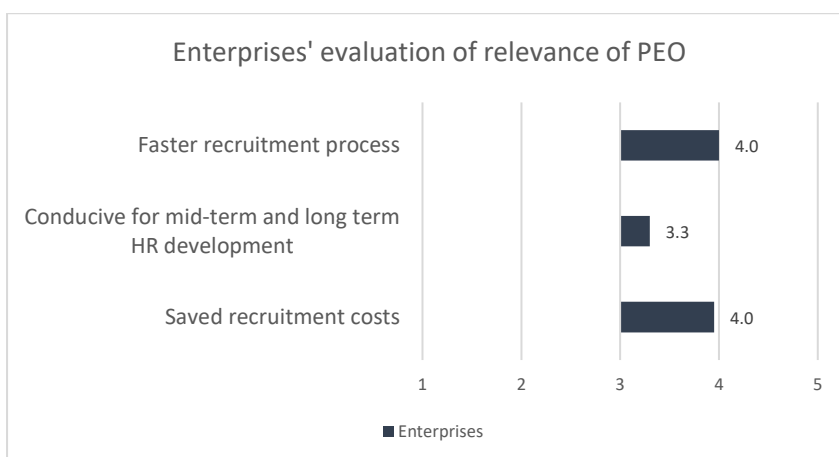 Enterprises' evaluation of relevance of PEO
Faster recruitment process
4.0
Conducive for mid-term and long term
HR development
3.3
Saved recruitment costs
4.0
1 2 3 4 5
Enterprises